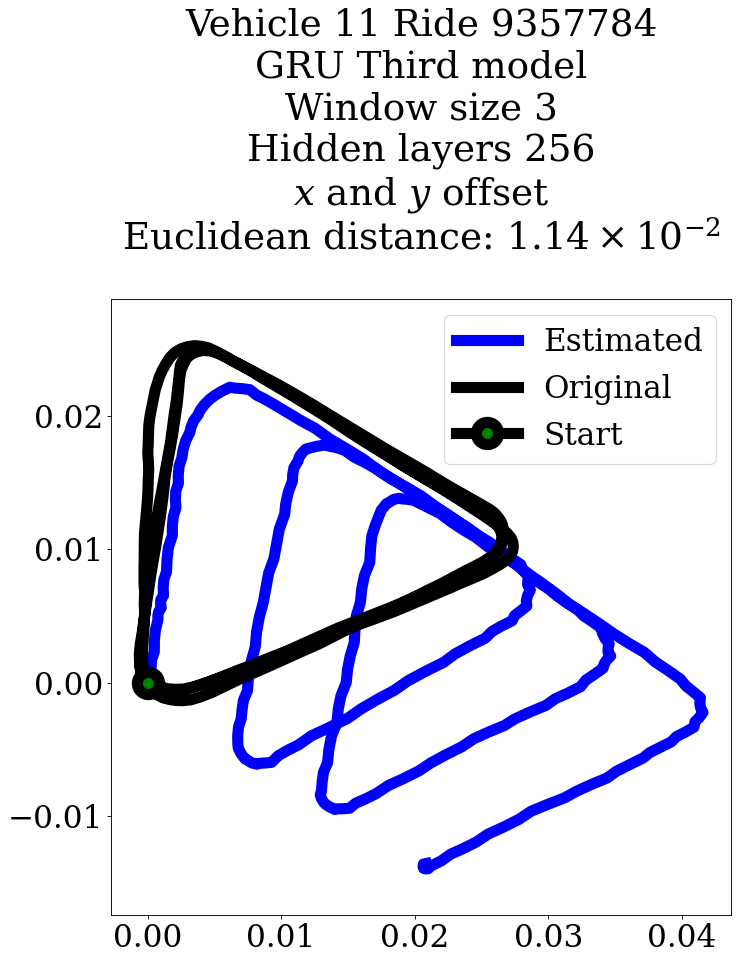 Vehicle 11 Ride 9357784
GRU Third model
Window size 3
Hidden layers 256
x and y offset
Euclidean distance: 1.14 × 10⁻²
Estimated
Original
Start
0.02
0.01
0.00
−0.01
0.00 0.01 0.02 0.03 0.04